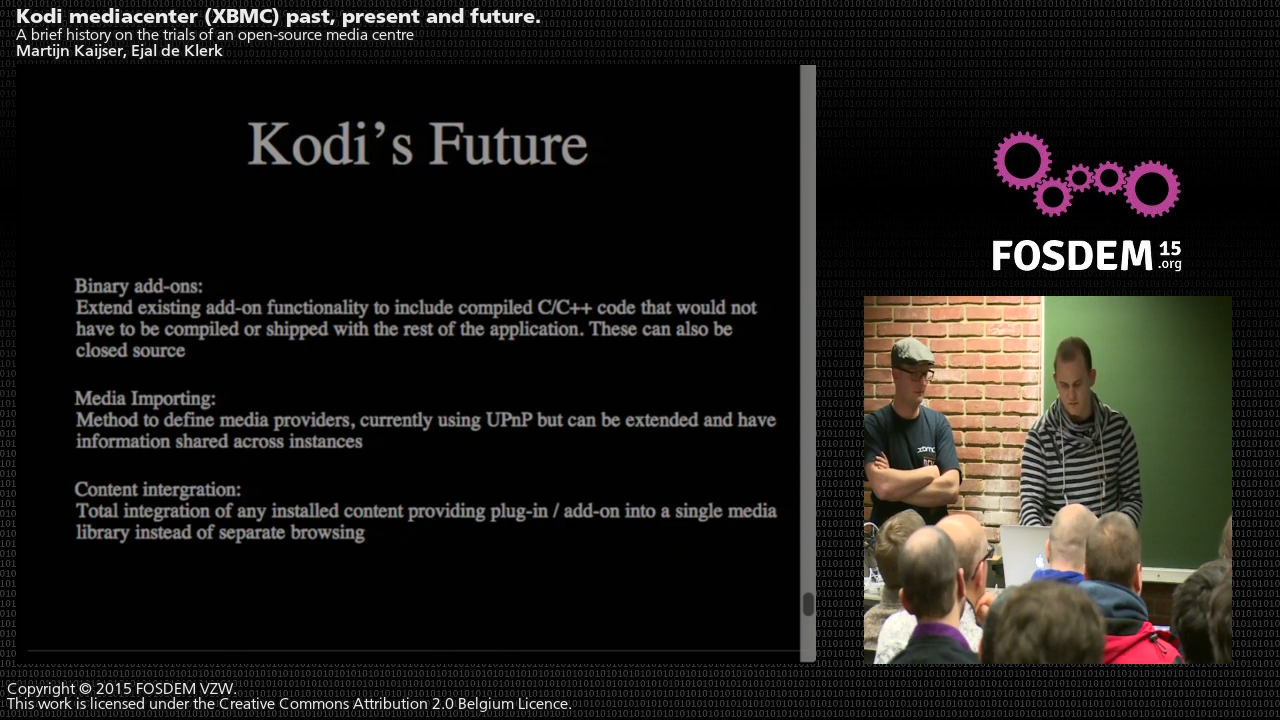 Kodi mediacenter (XBMC) past, present and future.
A brief history on the trials of an open-source media centre
Martijn Kaijser, Ejal de Klerk
Kodi's Future
Binary add-ons:
Extend existing add-on functionality to include compiled C/C++ code that would not
have to be compiled or shipped with the rest of the application. These can also be
closed source
Media Importing:
Method to define media providers, currently using UPnP but can be extended and have
information shared across instances
Content intergration:
Total integration of any installed content providing plug-in / add-on into a single media
library instead of separate browsing
FOSDEM 15
.org
Copyright © 2015 FOSDEM VZW.
This work is licensed under the Creative Commons Attribution 2.0 Belgium Licence.